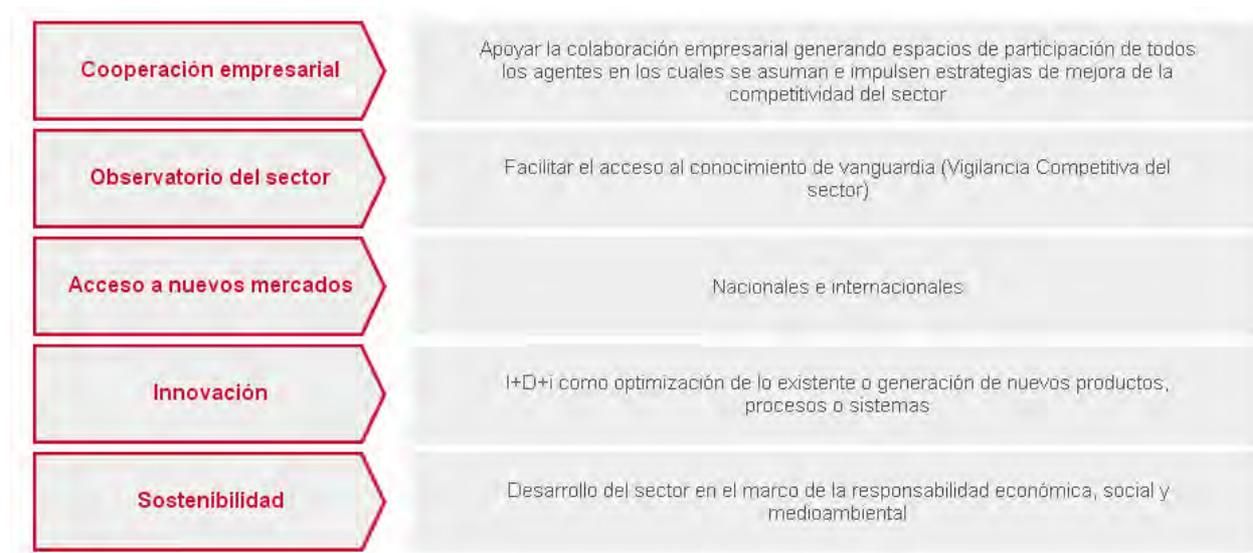 Cooperación empresarial
Apoyar la colaboración empresarial generando espacios de participación de todos
los agentes en los cuales se asuman e impulsen estrategias de mejora de la
competitividad del sector
Observatorio del sector
Facilitar el acceso al conocimiento de vanguardia (Vigilancia Competitiva del
sector)
Acceso a nuevos mercados
Nacionales e internacionales
Innovación
I+D+i como optimización de lo existente o generación de nuevos productos,
procesos o sistemas
Sostenibilidad
Desarrollo del sector en el marco de la responsabilidad económica, social y
medioambiental